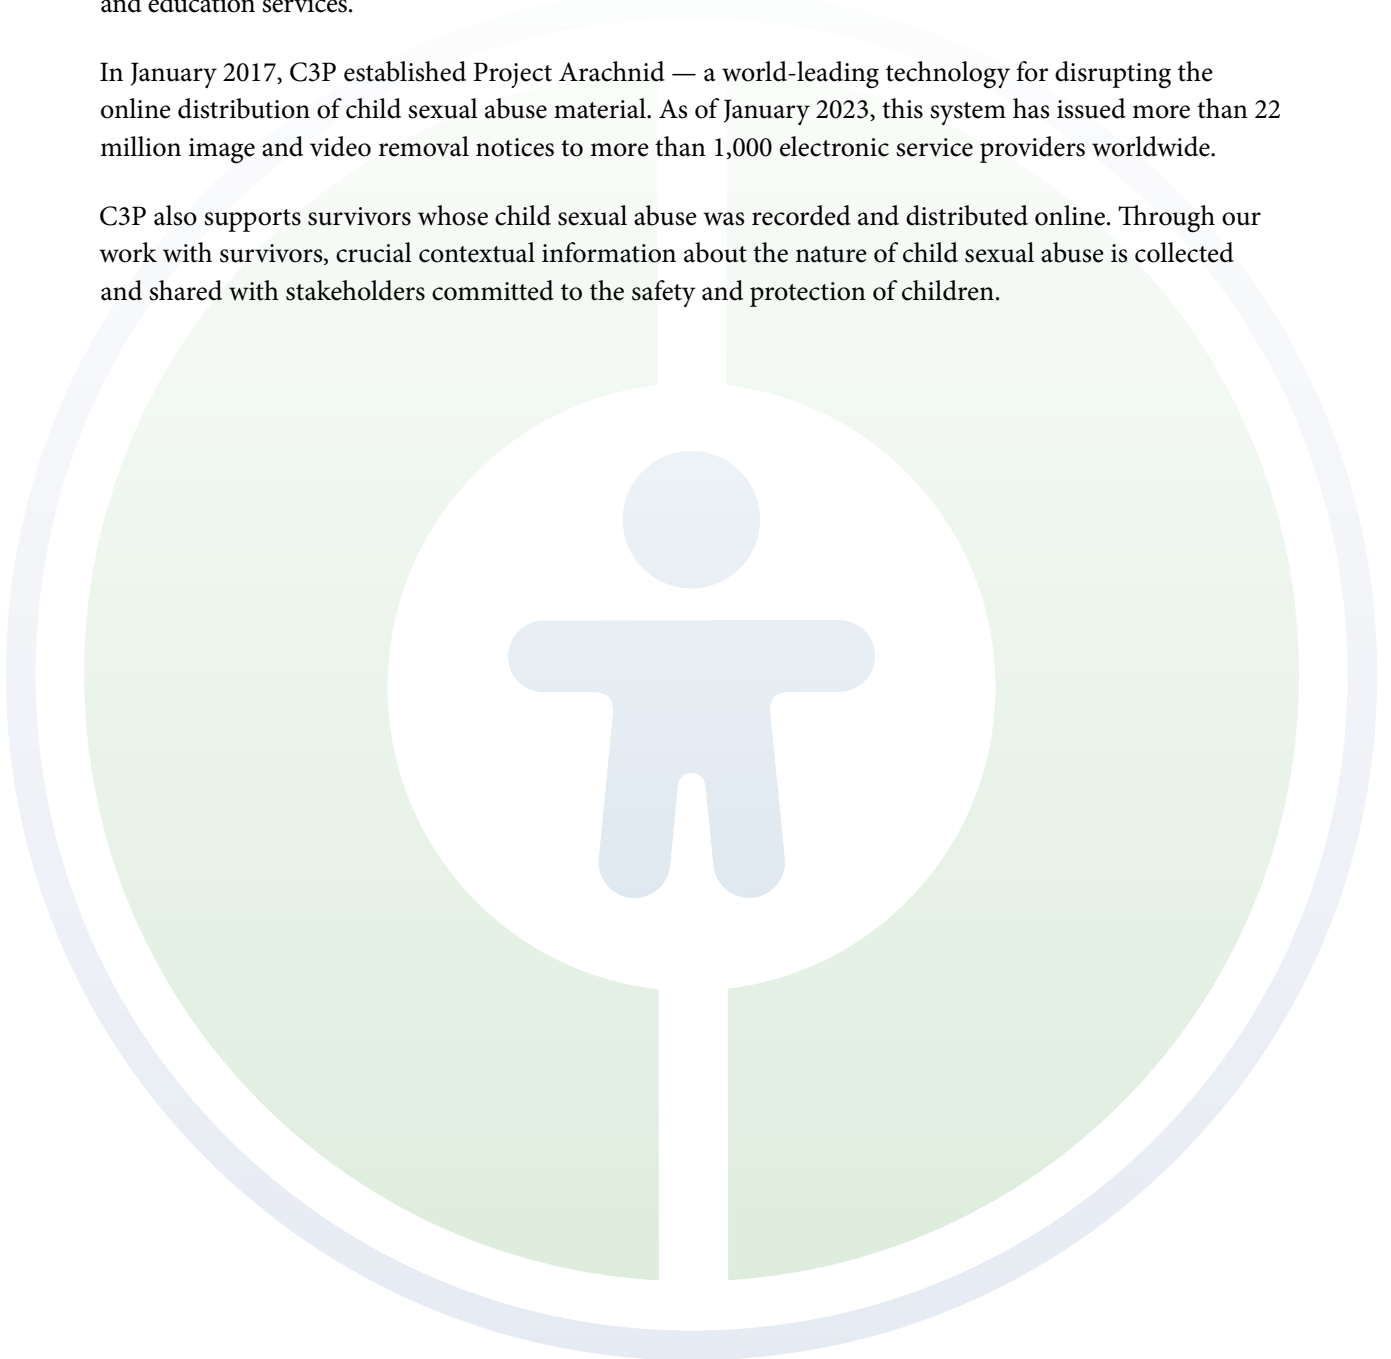 and education services.
In January 2017, C3P established Project Arachnid — a world-leading technology for disrupting the
online distribution of child sexual abuse material. As of January 2023, this system has issued more than 22
million image and video removal notices to more than 1,000 electronic service providers worldwide.
C3P also supports survivors whose child sexual abuse was recorded and distributed online. Through our
work with survivors, crucial contextual information about the nature of child sexual abuse is collected
and shared with stakeholders committed to the safety and protection of children.